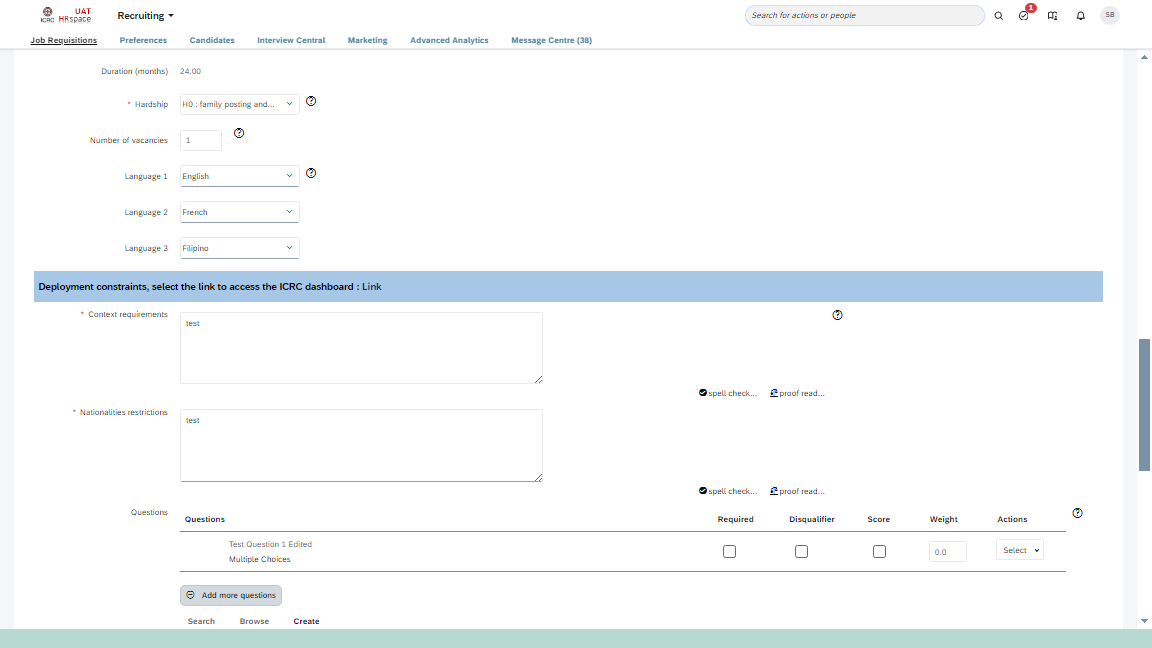 ICRC UAT HRspace
Recruiting
Search for actions or people
1
SB
Job Requisitions Preferences Candidates Interview Central Marketing Advanced Analytics Message Centre (38)
Duration (months) 24.00
* Hardship H0 : family posting and...
Number of vacancies 1
Language 1 English
Language 2 French
Language 3 Filipino
Deployment constraints, select the link to access the ICRC dashboard : Link
* Context requirements test
spell check... proof read...
* Nationalities restrictions test
spell check... proof read...
Questions
Questions Required Disqualifier Score Weight Actions
Test Question 1 Edited
Multiple Choices 0.0 Select
Add more questions
Search Browse Create